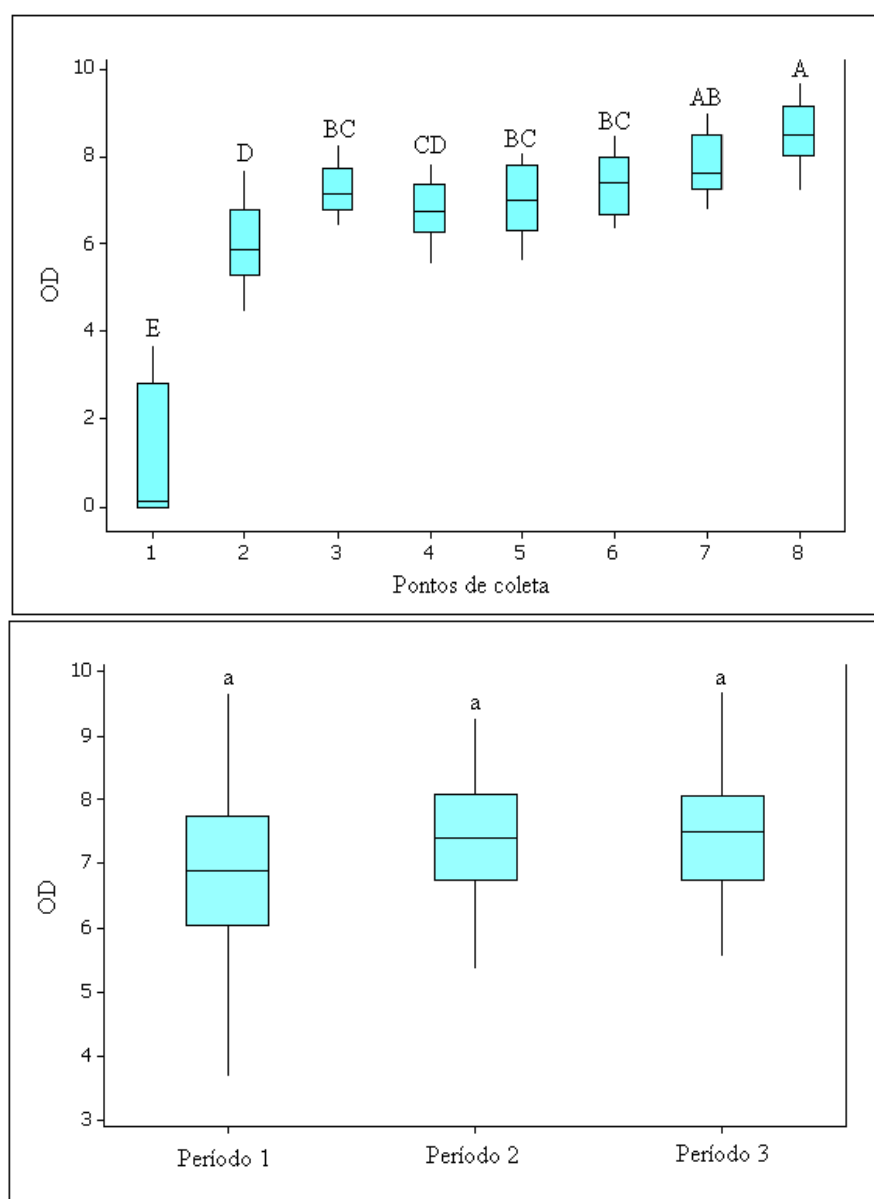 10
A
AB
BC
BC
BC
CD
D
8
6
OD
4
E
2
0
1 2 3 4 5 6 7 8
Pontos de coleta
10
a a a
9
8
7
OD
6
5
4
3
Período 1 Período 2 Período 3